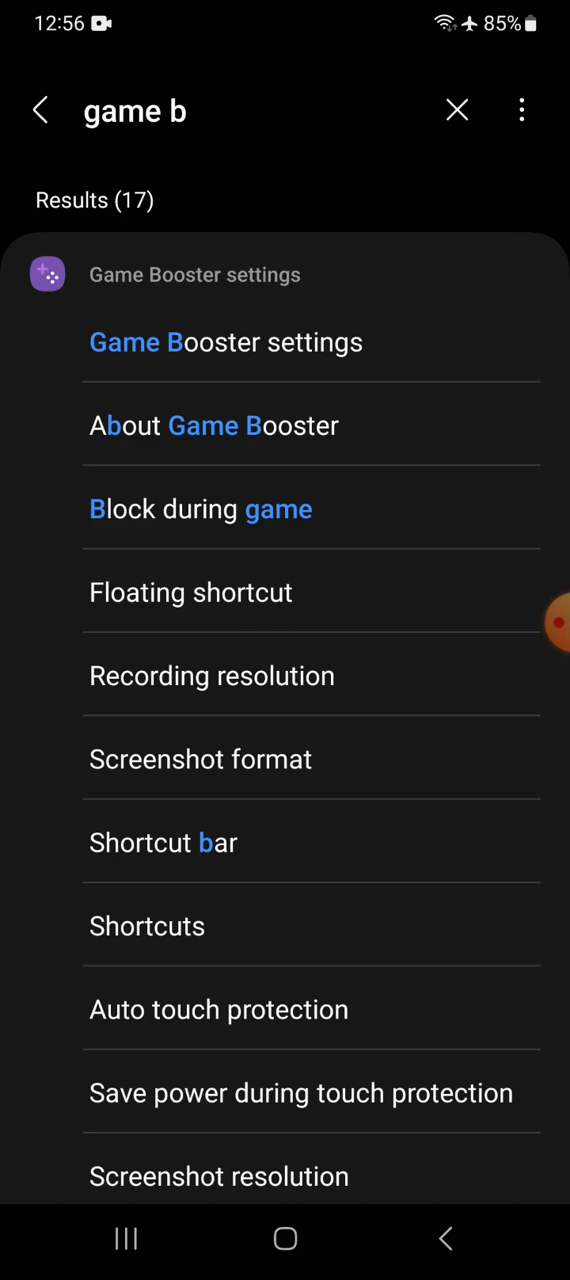 12:56 85%
game b
Results (17)
Game Booster settings
Game Booster settings
About Game Booster
Block during game
Floating shortcut
Recording resolution
Screenshot format
Shortcut bar
Shortcuts
Auto touch protection
Save power during touch protection
Screenshot resolution